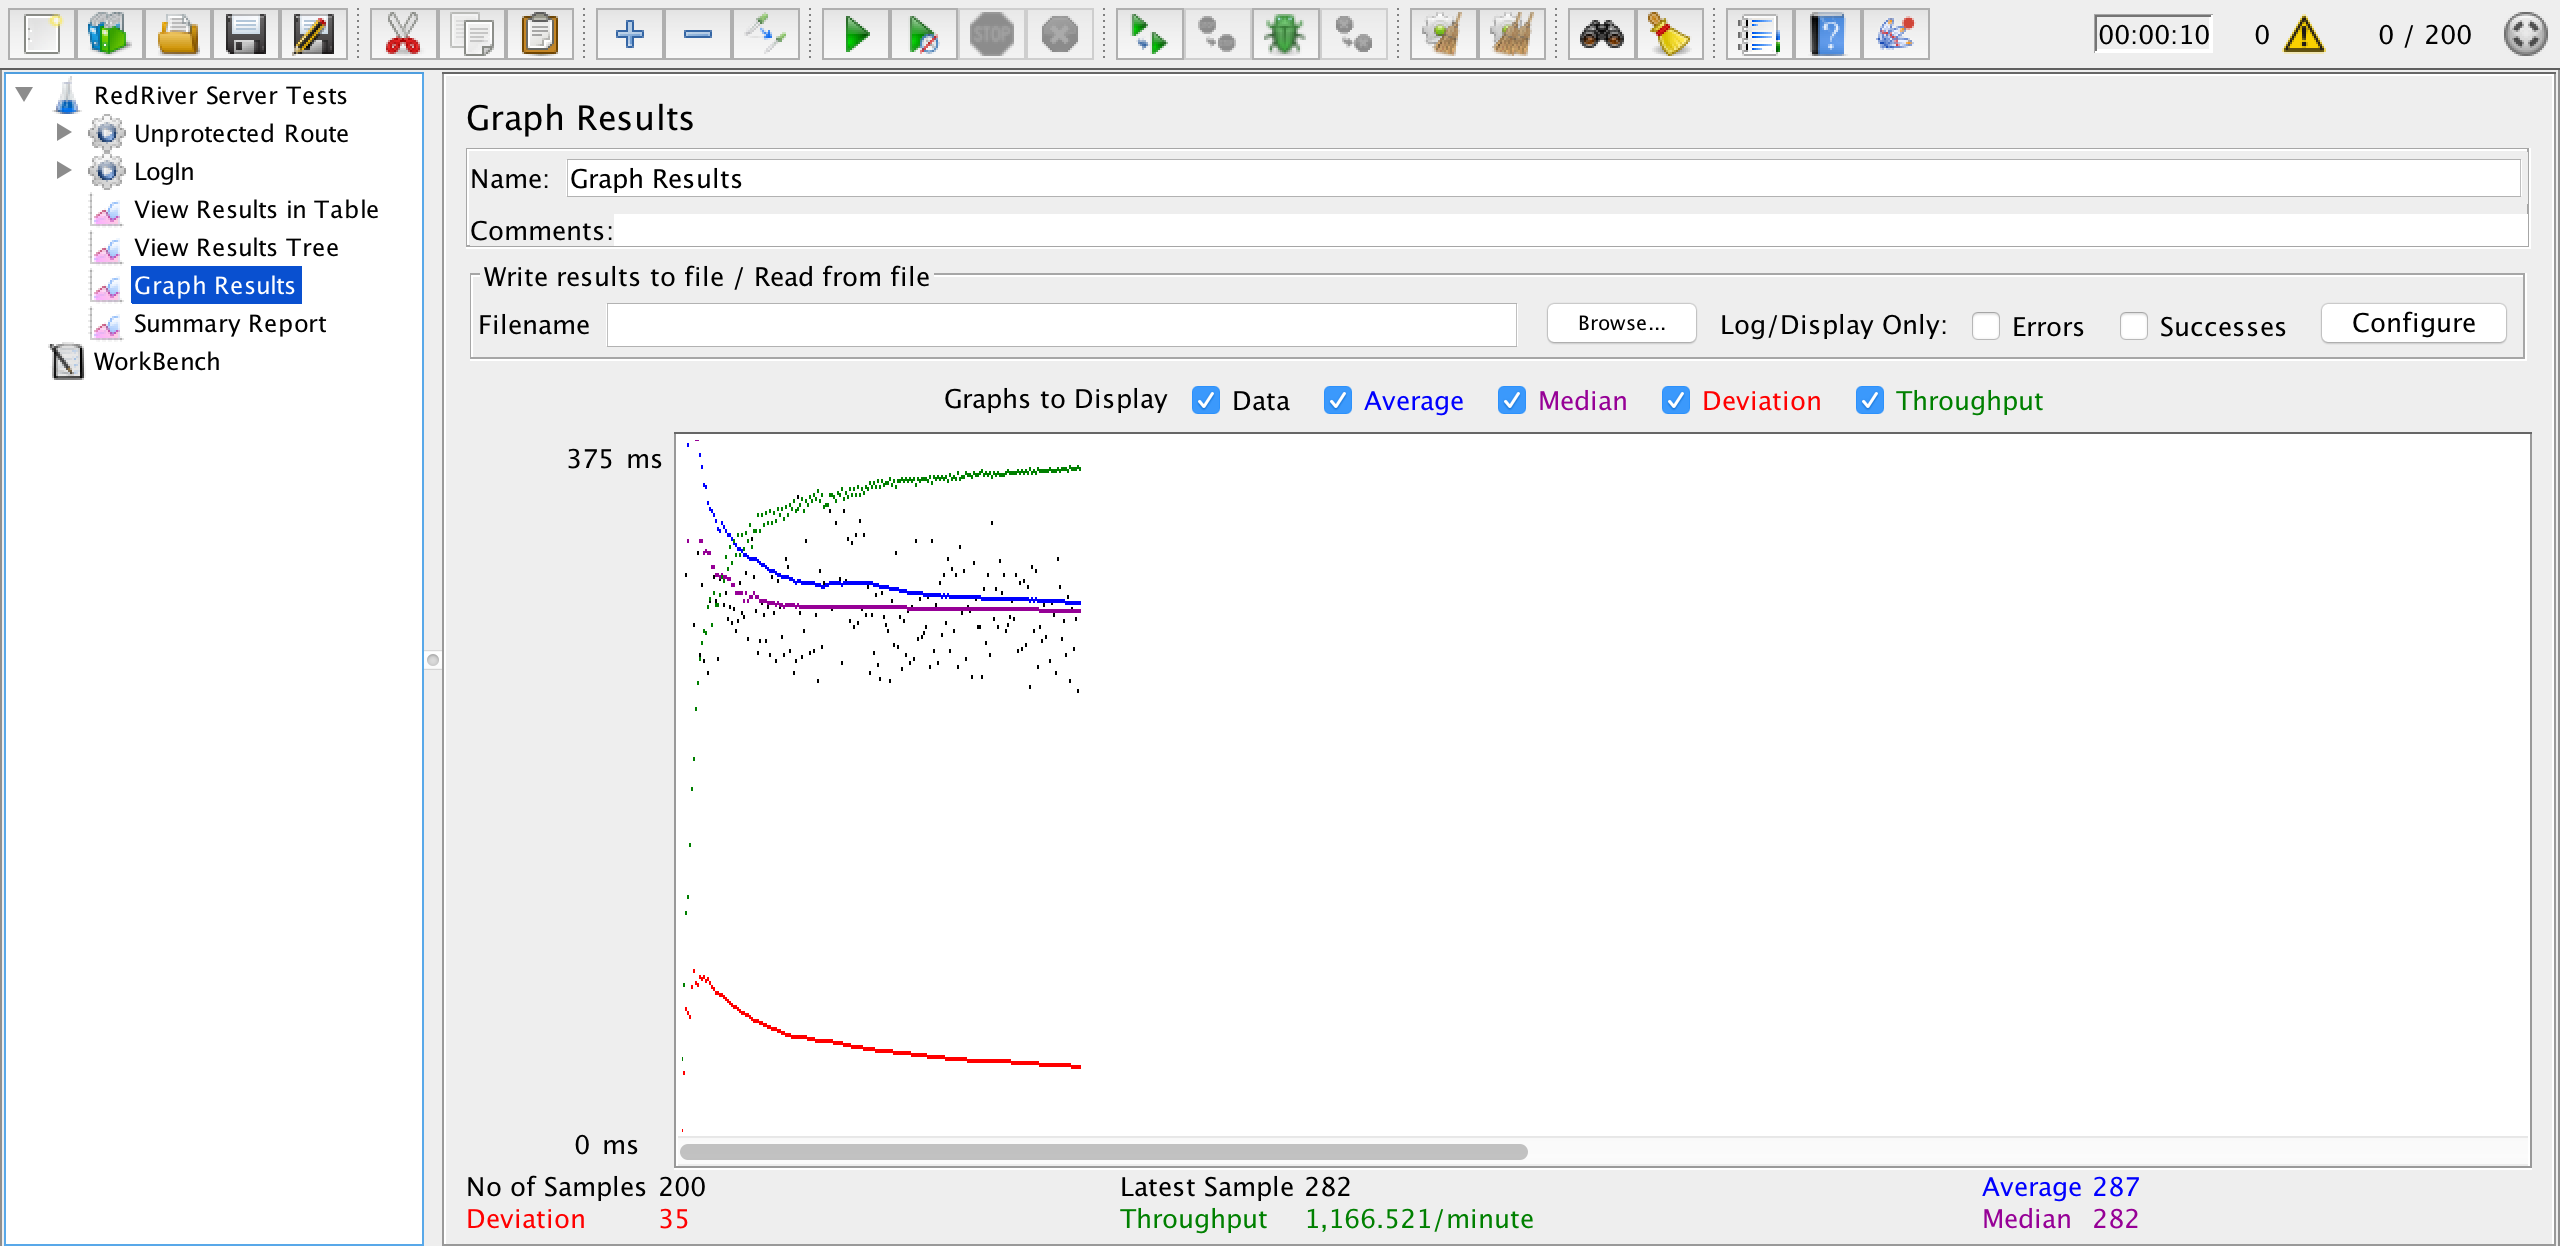 STOP
00:00:10 0 0 / 200
RedRiver Server Tests
Unprotected Route
LogIn
View Results in Table
View Results Tree
Graph Results
Summary Report
WorkBench
Graph Results
Name: Graph Results
Comments:
Write results to file / Read from file
Filename Browse... Log/Display Only: Errors Successes Configure
Graphs to Display Data Average Median Deviation Throughput
375 ms
0 ms
No of Samples 200 Latest Sample 282 Average 287
Deviation 35 Throughput 1,166.521/minute Median 282